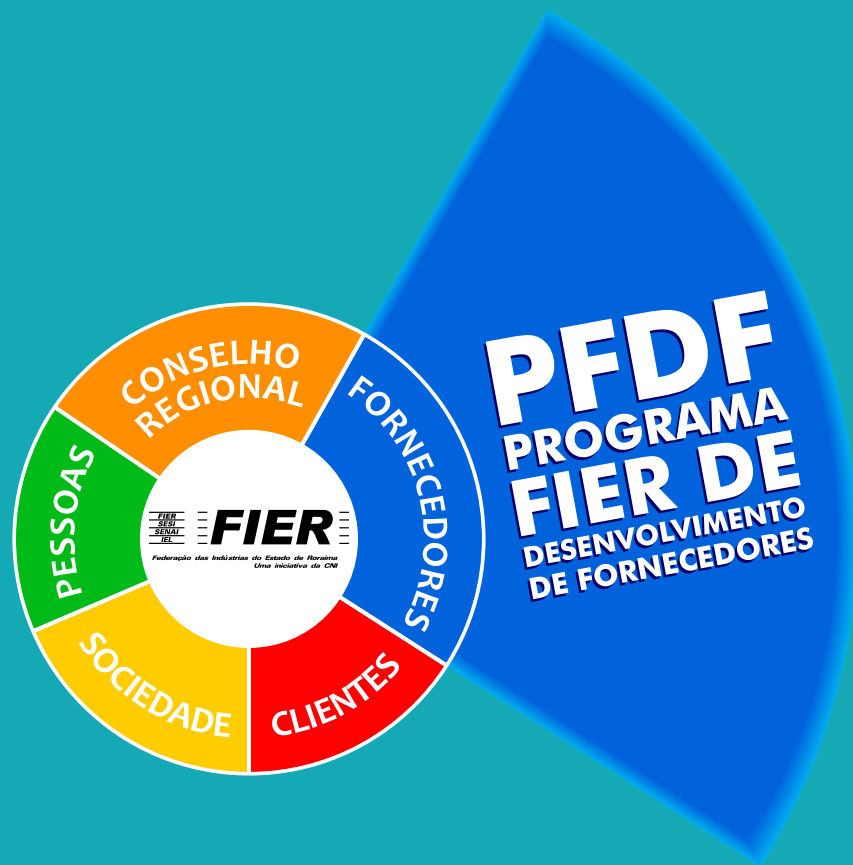 CONSELHO
REGIONAL
FORNECEDORES
PESSOAS
SOCIEDADE
CLIENTES
FIER
SESI
SENAI
IEL
FIER
Federação das Indústrias do Estado de Roraima
Uma iniciativa da CNI
PFDF
PROGRAMA
FIER DE
DESENVOLVIMENTO
DE FORNECEDORES